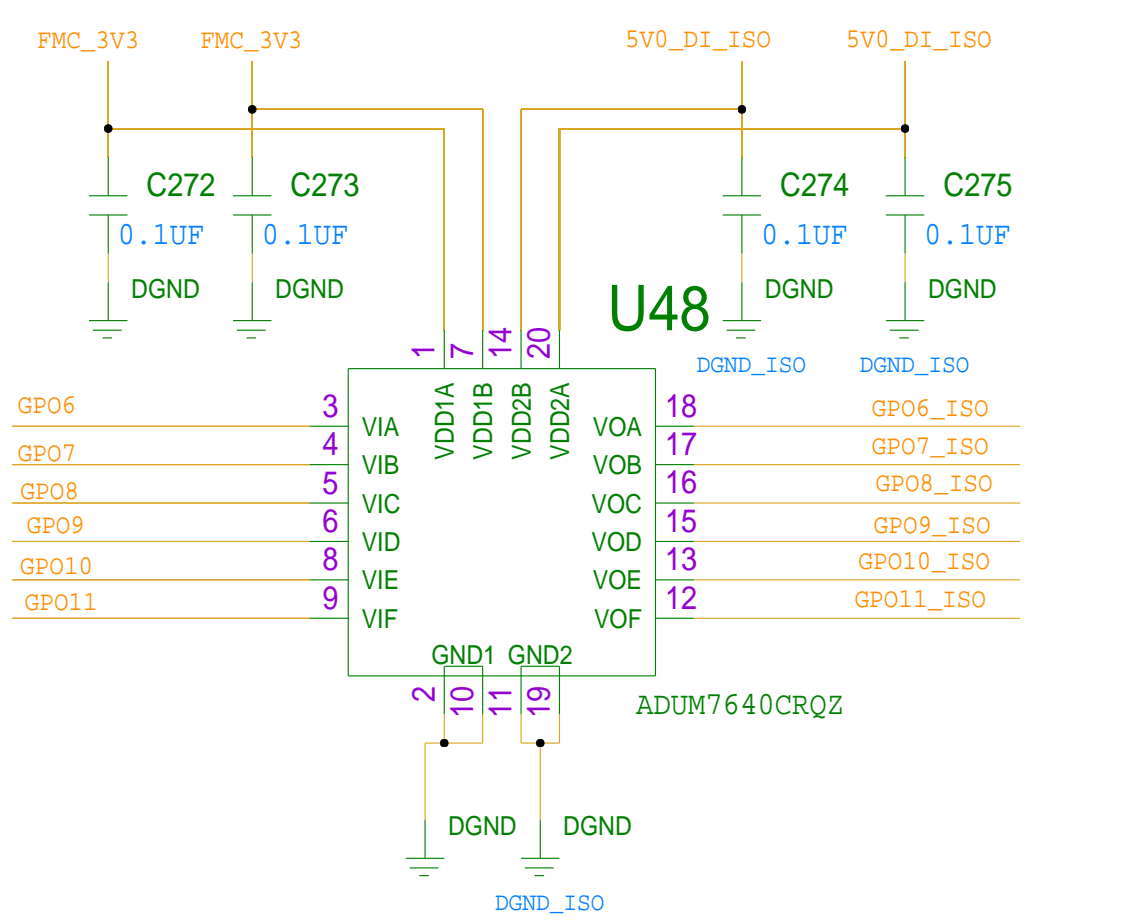 FMC_3V3 FMC_3V3 5V0_DI_ISO 5V0_DI_ISO
C272 C273 C274 C275
0.1UF 0.1UF 0.1UF 0.1UF
DGND DGND DGND DGND
U48
1 7 14 20
DGND_ISO DGND_ISO
VDD1A VDD1B VDD2B VDD2A
GPO6 3 VIA VOA 18 GPO6_ISO
GPO7 4 VIB VOB 17 GPO7_ISO
GPO8 5 VIC VOC 16 GPO8_ISO
GPO9 6 VID VOD 15 GPO9_ISO
GPO10 8 VIE VOE 13 GPO10_ISO
GPO11 9 VIF VOF 12 GPO11_ISO
GND1 GND2
2 10 11 19
ADUM7640CRQZ
DGND DGND
DGND_ISO